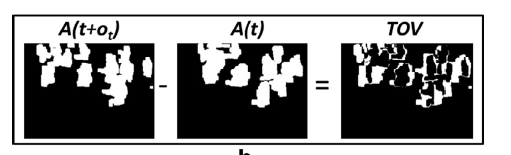 A(t+oₜ) A(t) TOV
- =